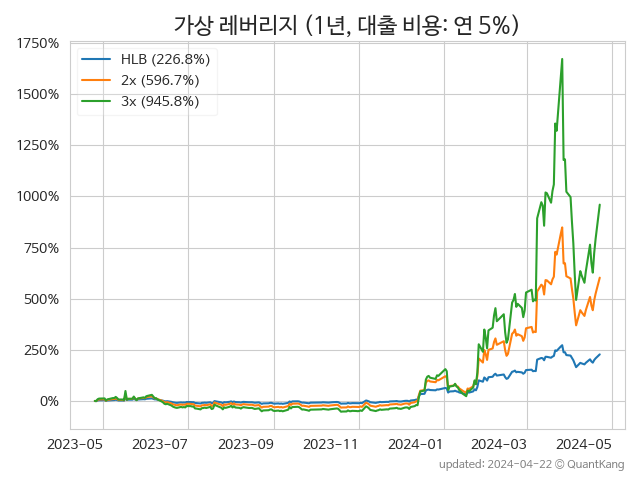 가상 레버리지 (1년, 대출 비용: 연 5%)
1750%
1500%
1250%
1000%
750%
500%
250%
0%
HLB (226.8%)
2x (596.7%)
3x (945.8%)
2023-05 2023-07 2023-09 2023-11 2024-01 2024-03 2024-05
updated: 2024-04-22 ⓒ QuantKang